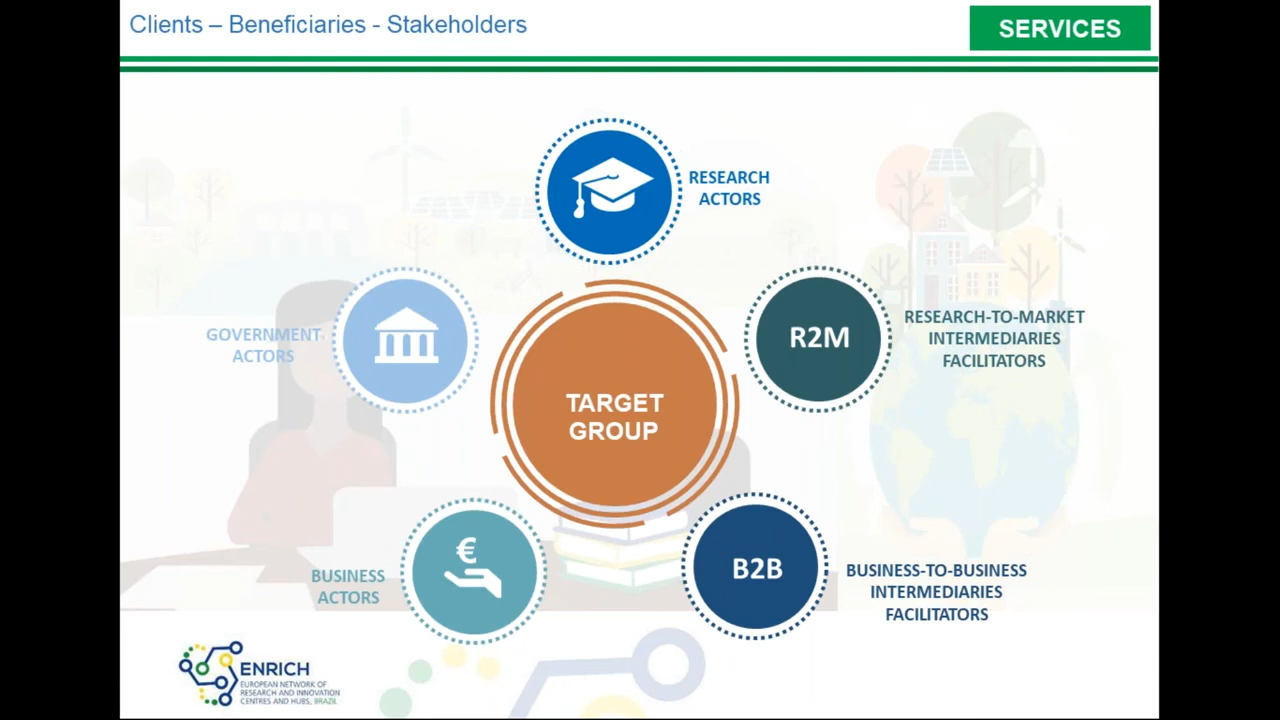 Clients – Beneficiaries - Stakeholders
SERVICES
RESEARCH
ACTORS
GOVERNMENT
ACTORS
R2M
RESEARCH-TO-MARKET
INTERMEDIARIES
FACILITATORS
TARGET
GROUP
€
BUSINESS
ACTORS
B2B
BUSINESS-TO-BUSINESS
INTERMEDIARIES
FACILITATORS
ENRICH
EUROPEAN NETWORK OF
RESEARCH AND INNOVATION
CENTRES AND HUBS, BRAZIL